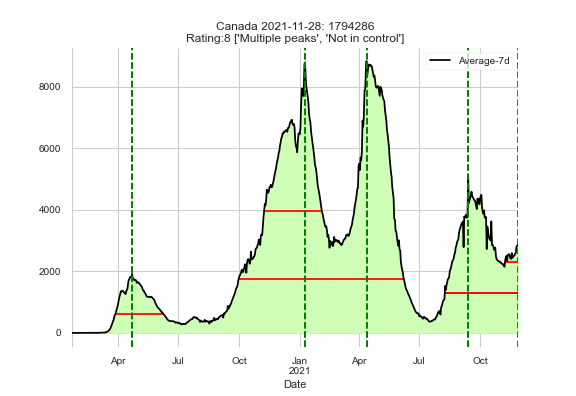 Canada 2021-11-28: 1794286
Rating:8 ['Multiple peaks', 'Not in control']
Average-7d
8000
6000
4000
2000
0
Apr Jul Oct Jan Apr Jul Oct
2021
Date